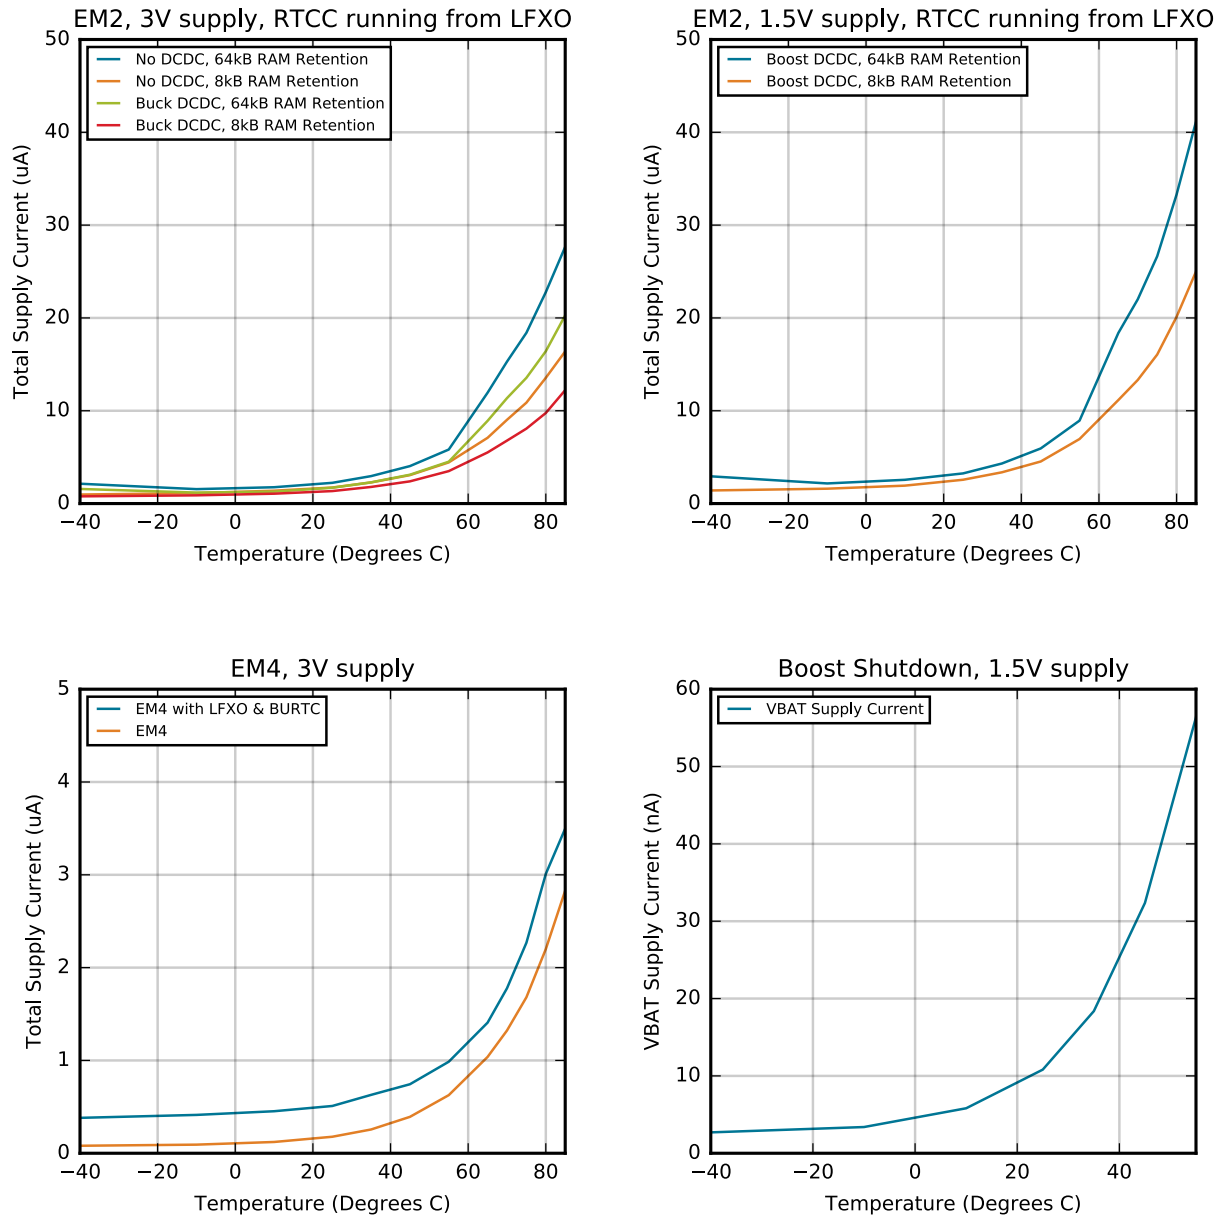 EM2, 3V supply, RTCC running from LFXO
No DCDC, 64kB RAM Retention
No DCDC, 8kB RAM Retention
Buck DCDC, 64kB RAM Retention
Buck DCDC, 8kB RAM Retention
Total Supply Current (uA)
50
40
30
20
10
0
−40 −20 0 20 40 60 80
Temperature (Degrees C)
EM2, 1.5V supply, RTCC running from LFXO
Boost DCDC, 64kB RAM Retention
Boost DCDC, 8kB RAM Retention
Total Supply Current (uA)
50
40
30
20
10
0
−40 −20 0 20 40 60 80
Temperature (Degrees C)
EM4, 3V supply
EM4 with LFXO & BURTC
EM4
Total Supply Current (uA)
5
4
3
2
1
0
−40 −20 0 20 40 60 80
Temperature (Degrees C)
Boost Shutdown, 1.5V supply
VBAT Supply Current
VBAT Supply Current (nA)
60
50
40
30
20
10
0
−40 −20 0 20 40
Temperature (Degrees C)